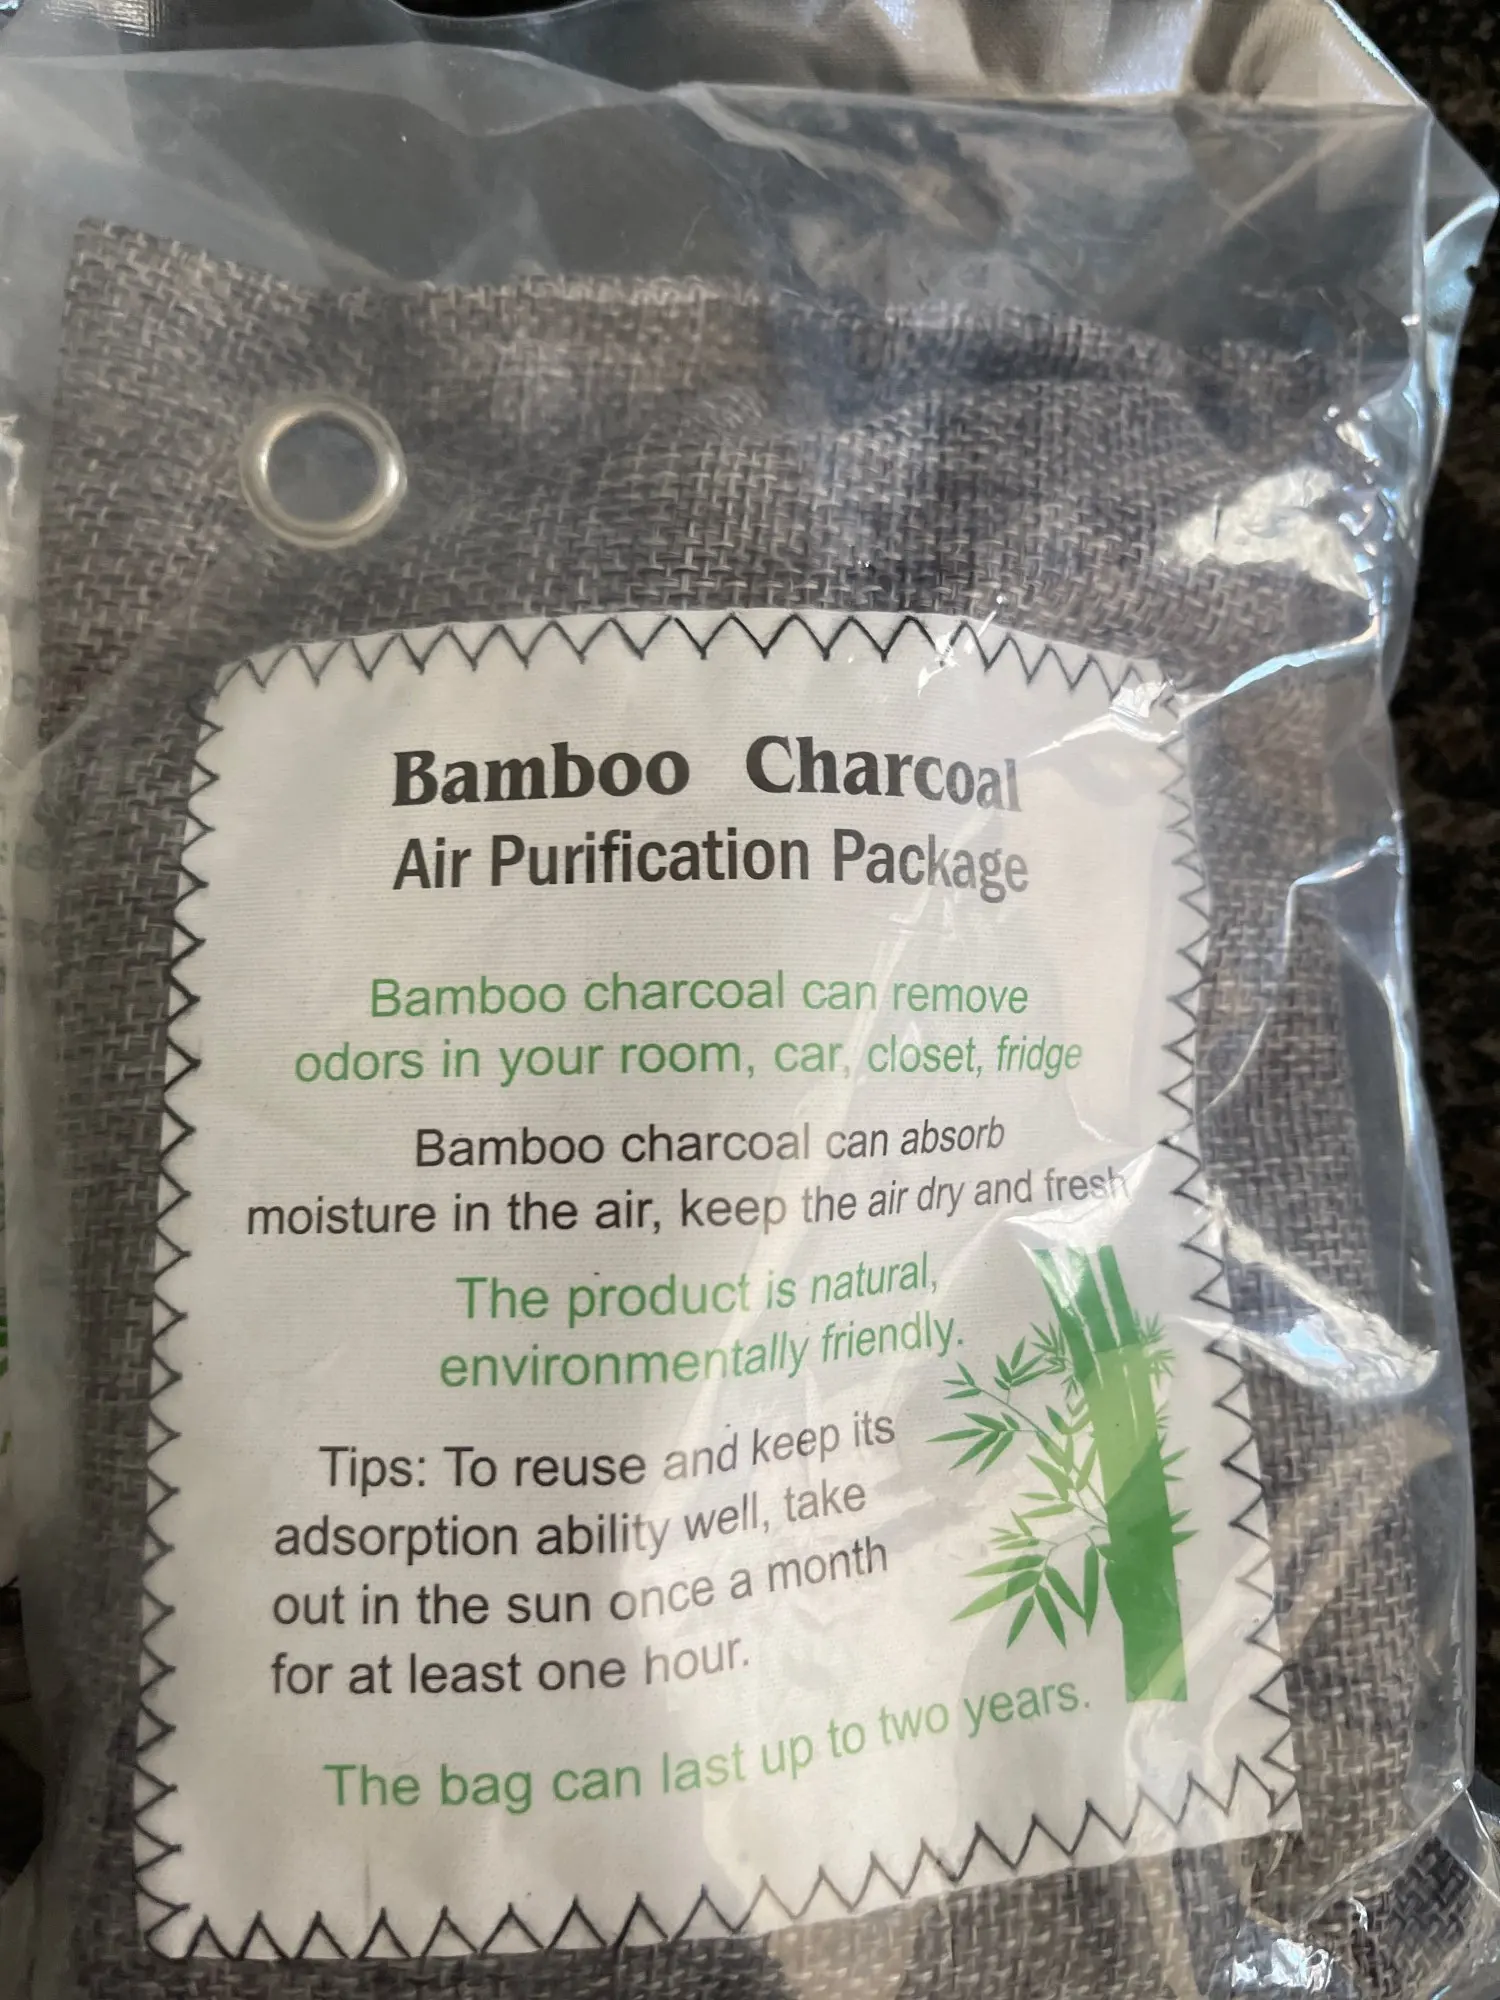 Bamboo Charcoal
Air Purification Package
Bamboo charcoal can remove
odors in your room, car, closet, fridge
Bamboo charcoal can absorb
moisture in the air, keep the air dry and fresh
The product is natural,
environmentally friendly.
Tips: To reuse and keep its
adsorption ability well, take
out in the sun once a month
for at least one hour.
The bag can last up to two years.